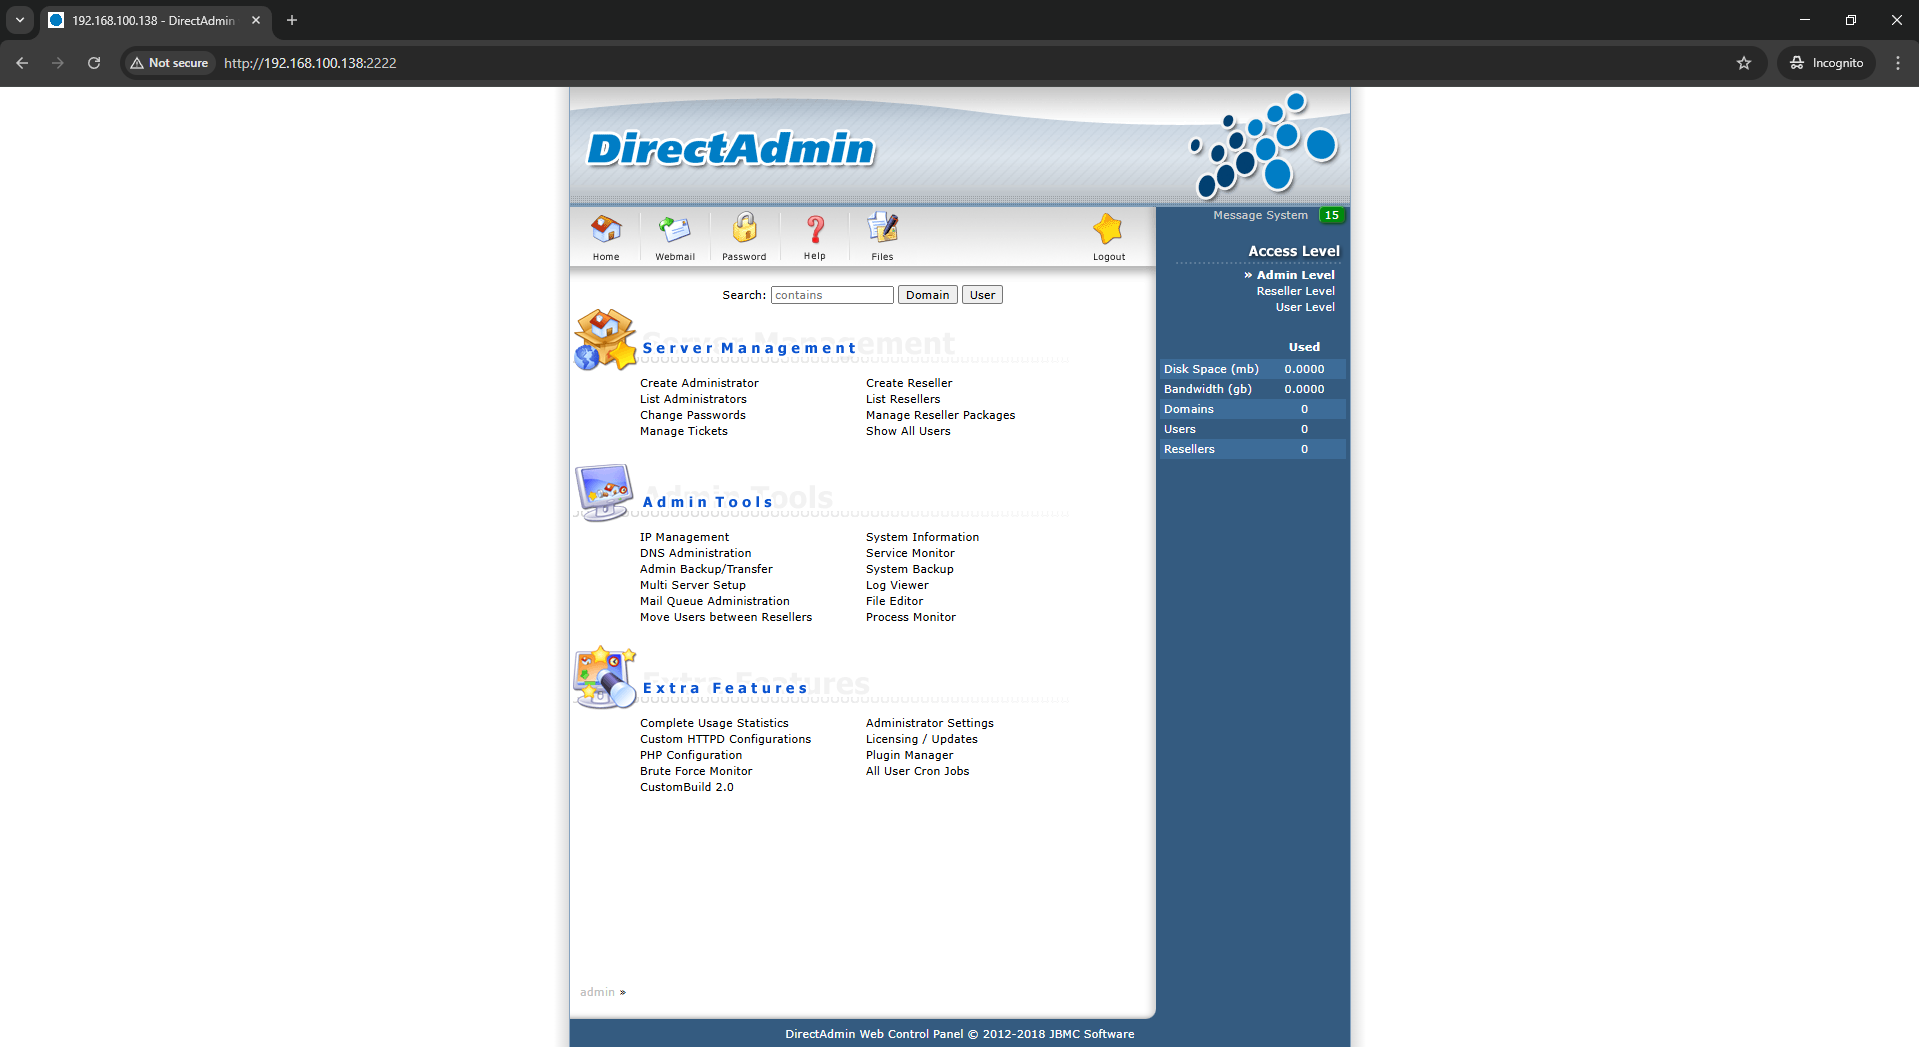 192.168.100.138 - DirectAdmin
Not secure
http://192.168.100.138:2222
Incognito
DirectAdmin
Home
Webmail
Password
Help
Files
Logout
Message System 15
Access Level
» Admin Level
Reseller Level
User Level
Search: contains Domain User
Server Management
Server Management
Create Administrator
Create Reseller
List Administrators
List Resellers
Change Passwords
Manage Reseller Packages
Manage Tickets
Show All Users
Used
Disk Space (mb) 0.0000
Bandwidth (gb) 0.0000
Domains 0
Users 0
Resellers 0
Admin Tools
Admin Tools
IP Management
System Information
DNS Administration
Service Monitor
Admin Backup/Transfer
System Backup
Multi Server Setup
Log Viewer
Mail Queue Administration
File Editor
Move Users between Resellers
Process Monitor
Extra Features
Extra Features
Complete Usage Statistics
Administrator Settings
Custom HTTPD Configurations
Licensing / Updates
PHP Configuration
Plugin Manager
Brute Force Monitor
All User Cron Jobs
CustomBuild 2.0
admin »
DirectAdmin Web Control Panel © 2012-2018 JBMC Software